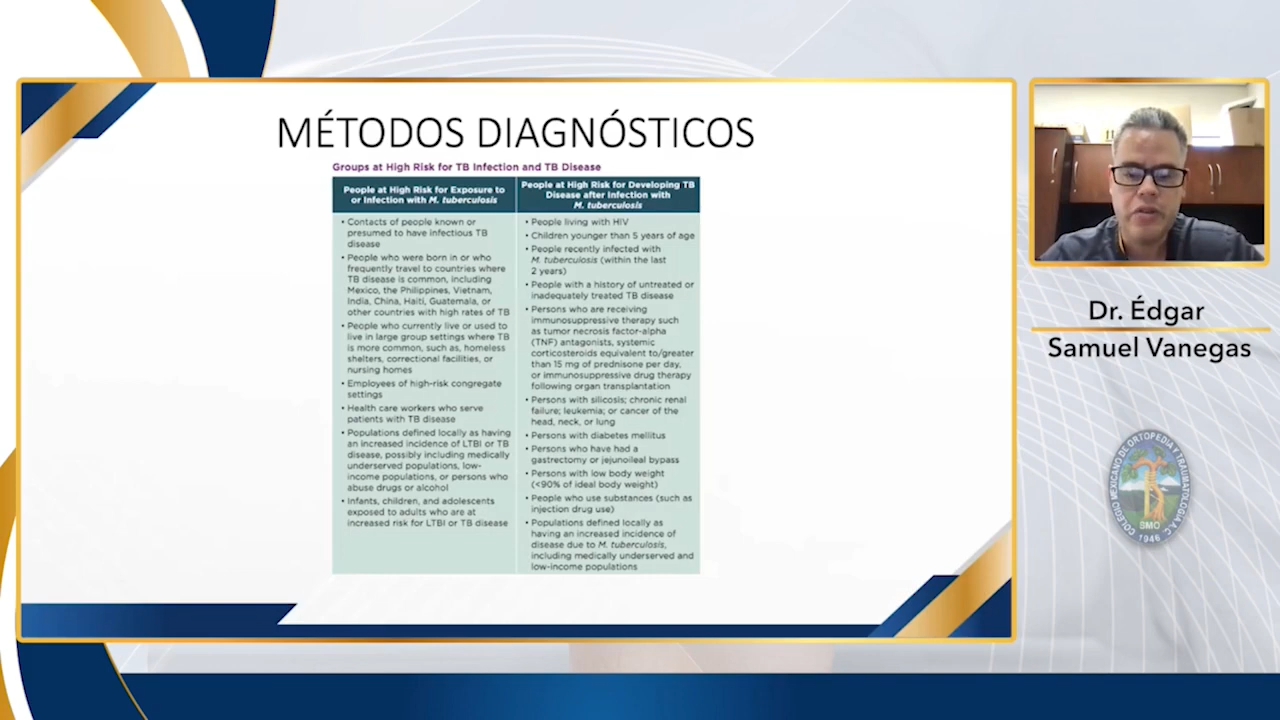 MÉTODOS DIAGNÓSTICOS
Groups at High Risk for TB Infection and TB Disease
People at High Risk for Exposure to
or Infection with M. tuberculosis
• Contacts of people known or
presumed to have infectious TB
disease
• People who were born in or who
frequently travel to countries where
TB disease is common, including
Mexico, the Philippines, Vietnam,
India, China, Haiti, Guatemala, or
other countries with high rates of TB
• People who currently live or used to
live in large group settings where TB
is more common, such as, homeless
shelters, correctional facilities, or
nursing homes
• Employees of high-risk congregate
settings
• Health care workers who serve
patients with TB disease
• Populations defined locally as having
an increased incidence of LTBI or TB
disease, possibly including medically
underserved populations, low-
income populations, or persons who
abuse drugs or alcohol
• Infants, children, and adolescents
exposed to adults who are at
increased risk for LTBI or TB disease
People at High Risk for Developing TB
Disease after Infection with
M. tuberculosis
• People living with HIV
• Children younger than 5 years of age
• People recently infected with
M. tuberculosis (within the last
2 years)
• People with a history of untreated or
inadequately treated TB disease
• Persons who are receiving
immunosuppressive therapy such
as tumor necrosis factor-alpha
(TNF) antagonists, systemic
corticosteroids equivalent to/greater
than 15 mg of prednisone per day,
or immunosuppressive drug therapy
following organ transplantation
• Persons with silicosis; chronic renal
failure; leukemia; or cancer of the
head, neck, or lung
• Persons with diabetes mellitus
• Persons who have had a
gastrectomy or jejunoileal bypass
• Persons with low body weight
(<90% of ideal body weight)
• People who use substances (such as
injection drug use)
• Populations defined locally as
having an increased incidence of
disease due to M. tuberculosis,
including medically underserved and
low-income populations
Dr. Édgar
Samuel Vanegas
COLEGIO MEXICANO DE ORTOPEDIA Y TRAUMATOLOGIA A.C.
SMO
1946